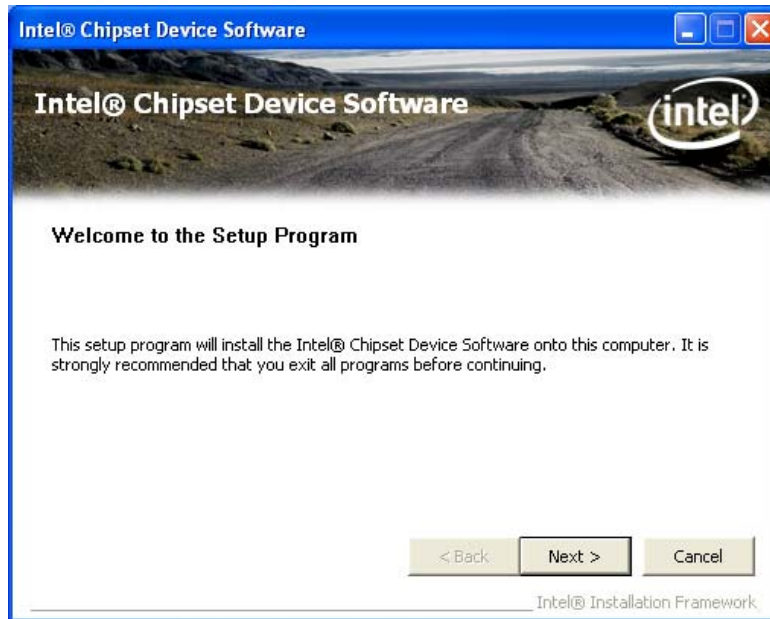 Intel® Chipset Device Software
Intel® Chipset Device Software
intel
Welcome to the Setup Program
This setup program will install the Intel® Chipset Device Software onto this computer. It is
strongly recommended that you exit all programs before continuing.
< Back
Next >
Cancel
Intel® Installation Framework